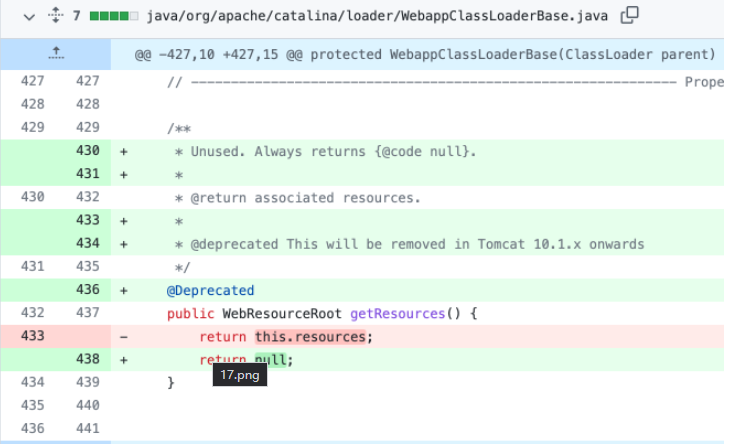 7 java/org/apache/catalina/loader/WebappClassLoaderBase.java
@@ -427,10 +427,15 @@ protected WebappClassLoaderBase(ClassLoader parent)
427 427 // ------------------------------------------------------------- Prope
428 428
429 429 /**
430 + * Unused. Always returns {@code null}.
431 + *
430 432 * @return associated resources.
433 + *
434 + * @deprecated This will be removed in Tomcat 10.1.x onwards
431 435 */
436 + @Deprecated
432 437 public WebResourceRoot getResources() {
433 - return this.resources;
438 + return null;
17.png
434 439 }
435 440
436 441